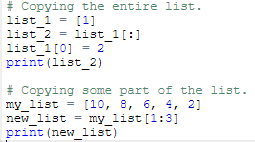 # Copying the entire list.
list_1 = [1]
list_2 = list_1[:]
list_1[0] = 2
print(list_2)
# Copying some part of the list.
my_list = [10, 8, 6, 4, 2]
new_list = my_list[1:3]
print(new_list)